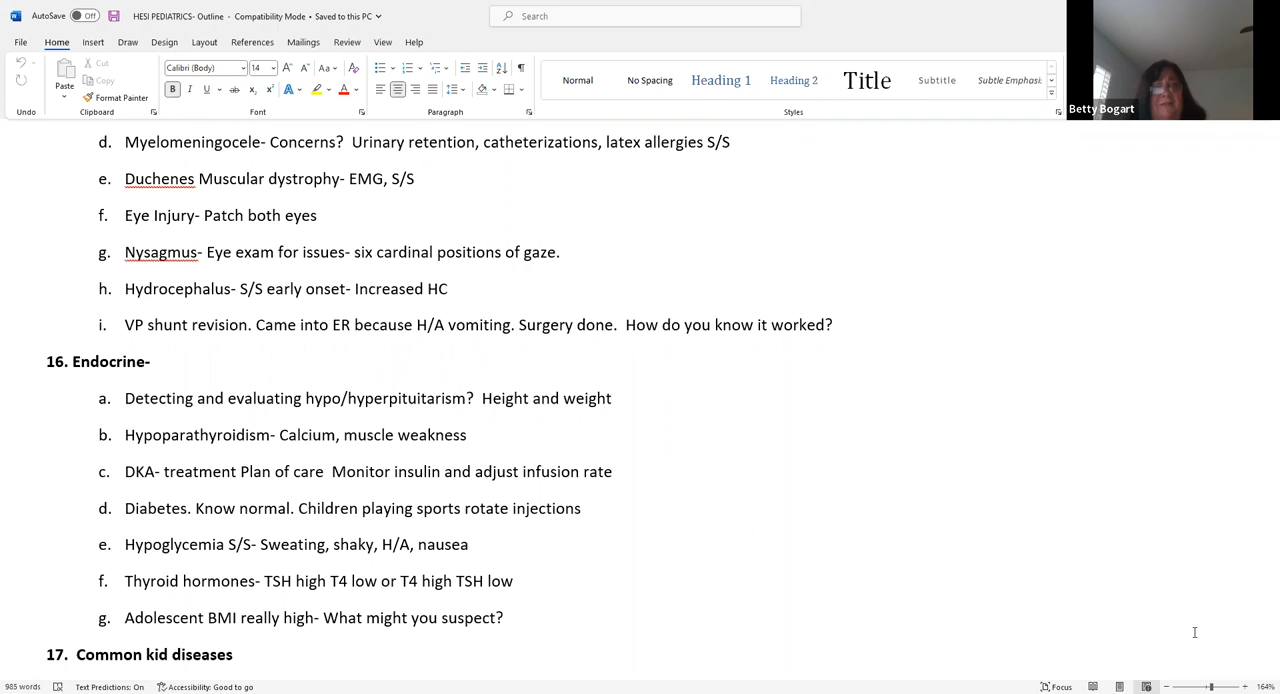 AutoSave Off HESI PEDIATRICS- Outline - Compatibility Mode • Saved to this PC Search
File Home Insert Draw Design Layout References Mailings Review View Help
Paste
Cut
Copy
Format Painter
Calibri (Body) 14
Normal No Spacing Heading 1 Heading 2 Title Subtitle Subtle Emphasi
Undo Clipboard Font Paragraph Styles
Betty Bogart
d. Myelomeningocele- Concerns? Urinary retention, catheterizations, latex allergies S/S
e. Duchenes Muscular dystrophy- EMG, S/S
f. Eye Injury- Patch both eyes
g. Nysagmus- Eye exam for issues- six cardinal positions of gaze.
h. Hydrocephalus- S/S early onset- Increased HC
i. VP shunt revision. Came into ER because H/A vomiting. Surgery done. How do you know it worked?
16. Endocrine-
a. Detecting and evaluating hypo/hyperpituitarism? Height and weight
b. Hypoparathyroidism- Calcium, muscle weakness
c. DKA- treatment Plan of care Monitor insulin and adjust infusion rate
d. Diabetes. Know normal. Children playing sports rotate injections
e. Hypoglycemia S/S- Sweating, shaky, H/A, nausea
f. Thyroid hormones- TSH high T4 low or T4 high TSH low
g. Adolescent BMI really high- What might you suspect?
17. Common kid diseases
985 words Text Predictions: On Accessibility: Good to go Focus 164%